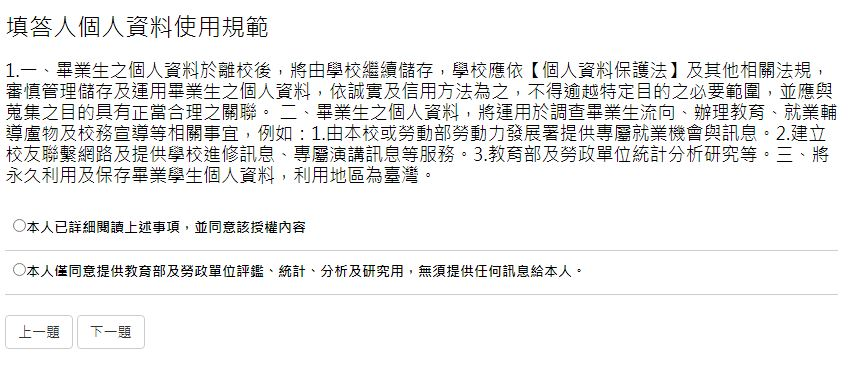 填答人個人資料使用規範
1.一、畢業生之個人資料於離校後，將由學校繼續儲存，學校應依【個人資料保護法】及其他相關法規，
審慎管理儲存及運用畢業生之個人資料，依誠實及信用方法為之，不得逾越特定目的之必要範圍，並應與
蒐集之目的具有正當合理之關聯。 二、畢業生之個人資料，將運用於調查畢業生流向、辦理教育、就業輔
導虛物及校務宣導等相關事宜，例如：1.由本校或勞動部勞動力發展署提供專屬就業機會與訊息。2.建立
校友聯繫網路及提供學校進修訊息、專屬演講訊息等服務。3.教育部及勞政單位統計分析研究等。三、將
永久利用及保存畢業學生個人資料，利用地區為臺灣。
本人已詳細閱讀上述事項，並同意該授權內容
本人僅同意提供教育部及勞政單位評鑑、統計、分析及研究用，無須提供任何訊息給本人。
上一題 下一題